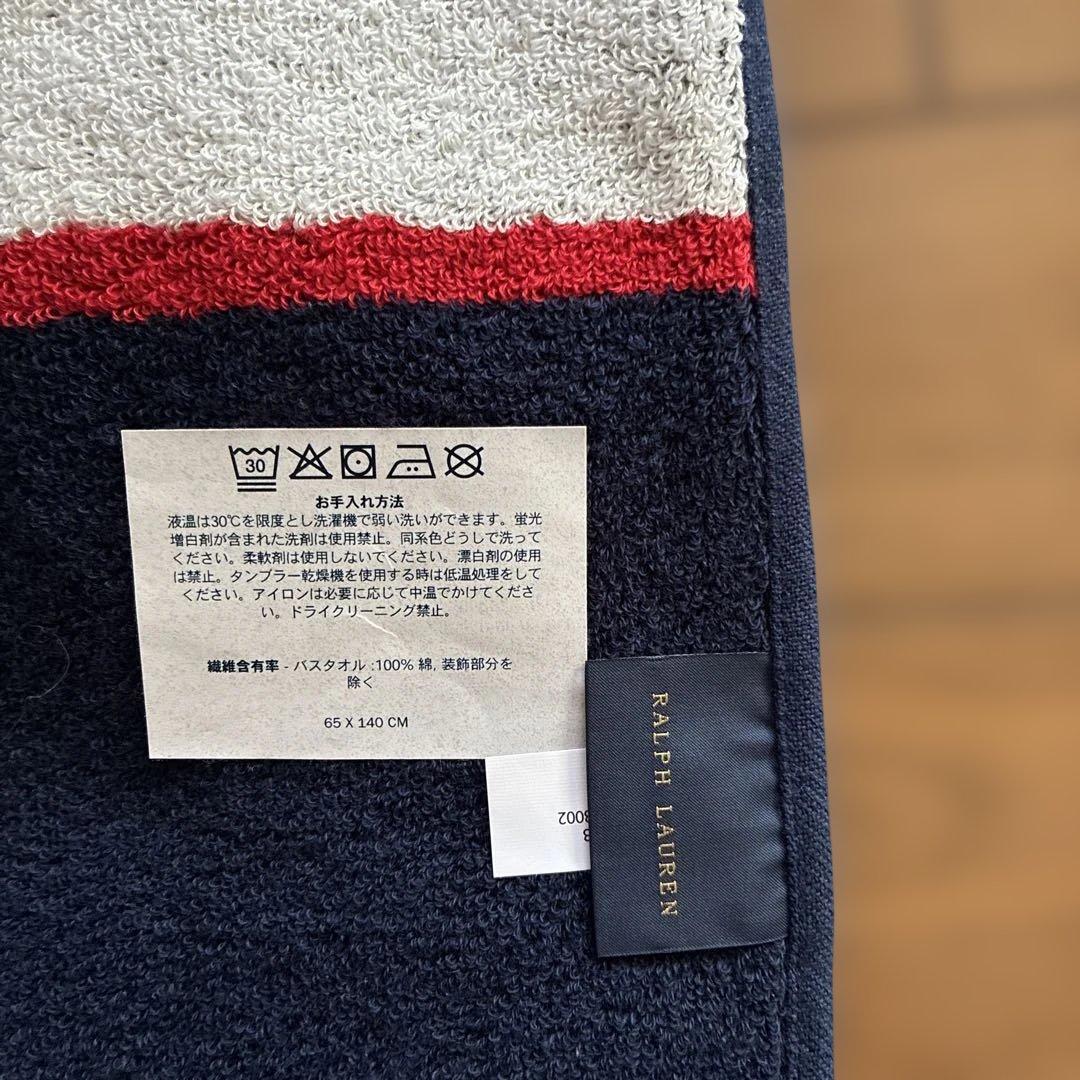 30
お手入れ方法
液温は30℃を限度とし洗濯機で弱い洗いができます。蛍光
増白剤が含まれた洗剤は使用禁止。同系色どうしで洗って
ください。柔軟剤は使用しないでください。漂白剤の使用
は禁止。タンブラー乾燥機を使用する時は低温処理をして
ください。アイロンは必要に応じて中温でかけてくださ
い。ドライクリーニング禁止。
繊維含有率 - バスタオル :100% 綿, 装飾部分を
除く
65 X 140 CM
RALPH LAUREN